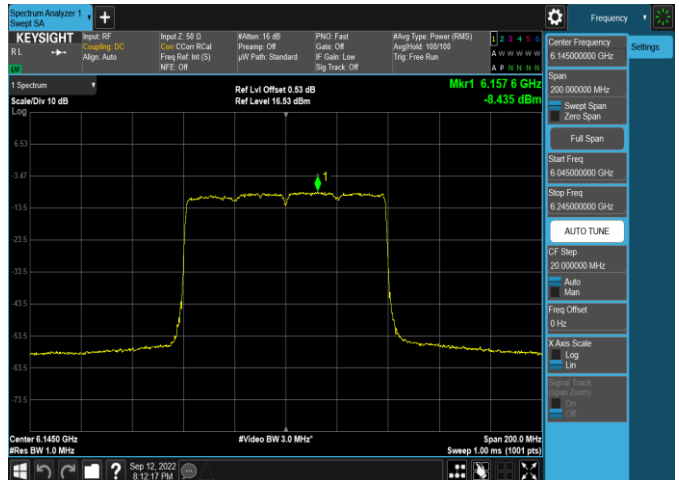 Spectrum Analyzer 1
Swept SA
Frequency
KEYSIGHT
RL
Input: RF
Coupling: DC
Align: Auto
Input Z: 50 Ω
Corr CCorr RCal
Freq Ref: Int (S)
NFE: Off
#Atten: 16 dB
Preamp: Off
µW Path: Standard
PNO: Fast
Gate: Off
IF Gain: Low
Sig Track: Off
#Avg Type: Power (RMS)
Avg|Hold: 100/100
Trig: Free Run
1 2 3 4 5 6
A W W W W W
A P N N N N
1 Spectrum
Scale/Div 10 dB
Log
Ref Lvl Offset 0.53 dB
Ref Level 16.53 dBm
Mkr1 6.157 6 GHz
-8.435 dBm
6.53
-3.47
-13.5
-23.5
-33.5
-43.5
-53.5
-63.5
-73.5
1
Center 6.1450 GHz
#Res BW 1.0 MHz
#Video BW 3.0 MHz*
Span 200.0 MHz
Sweep 1.00 ms (1001 pts)
Sep 12, 2022
8:12:17 PM
Center Frequency
6.145000000 GHz
Span
200.000000 MHz
Swept Span
Zero Span
Full Span
Start Freq
6.045000000 GHz
Stop Freq
6.245000000 GHz
AUTO TUNE
CF Step
20.000000 MHz
Auto
Man
Freq Offset
0 Hz
X Axis Scale
Log
Lin
Signal Track
(Span Zoom)
On
Off
Settings